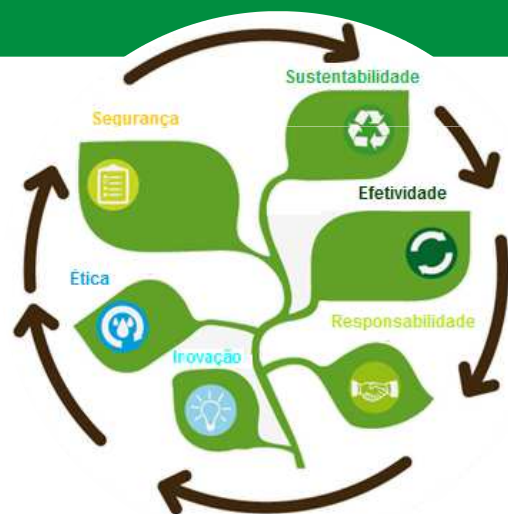 Sustentabilidade
Segurança
Efetividade
Ética
Responsabilidade
Inovação